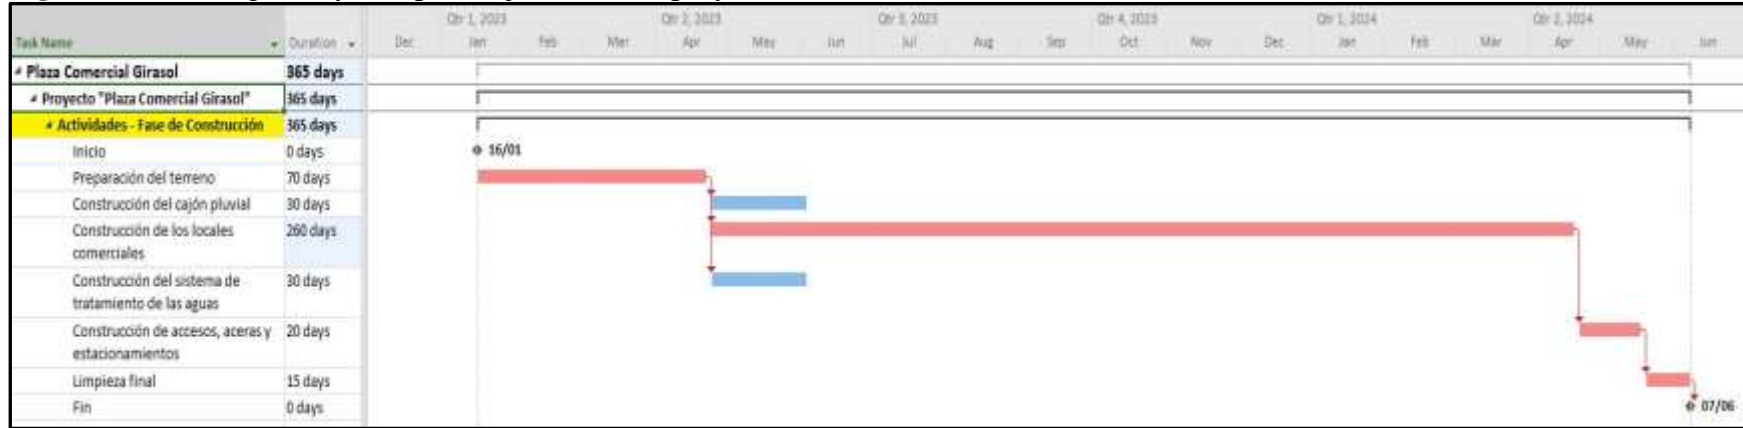 Qtr 1, 2023 Qtr 2, 2023 Qtr 3, 2023 Qtr 4, 2023 Qtr 1, 2024 Qtr 2, 2024
Task Name Duration Dec Jan Feb Mar Apr May Jun Jul Aug Sep Oct Nov Dec Jan Feb Mar Apr May Jun
Plaza Comercial Girasol 365 days
Proyecto "Plaza Comercial Girasol" 365 days
Actividades - Fase de Construcción 365 days
Inicio 0 days 16/01
Preparación del terreno 70 days
Construcción del cajón pluvial 30 days
Construcción de los locales 260 days
comerciales
Construcción del sistema de 30 days
tratamiento de las aguas
Construcción de accesos, aceras y 20 days
estacionamientos
Limpieza final 15 days
Fin 0 days 07/06